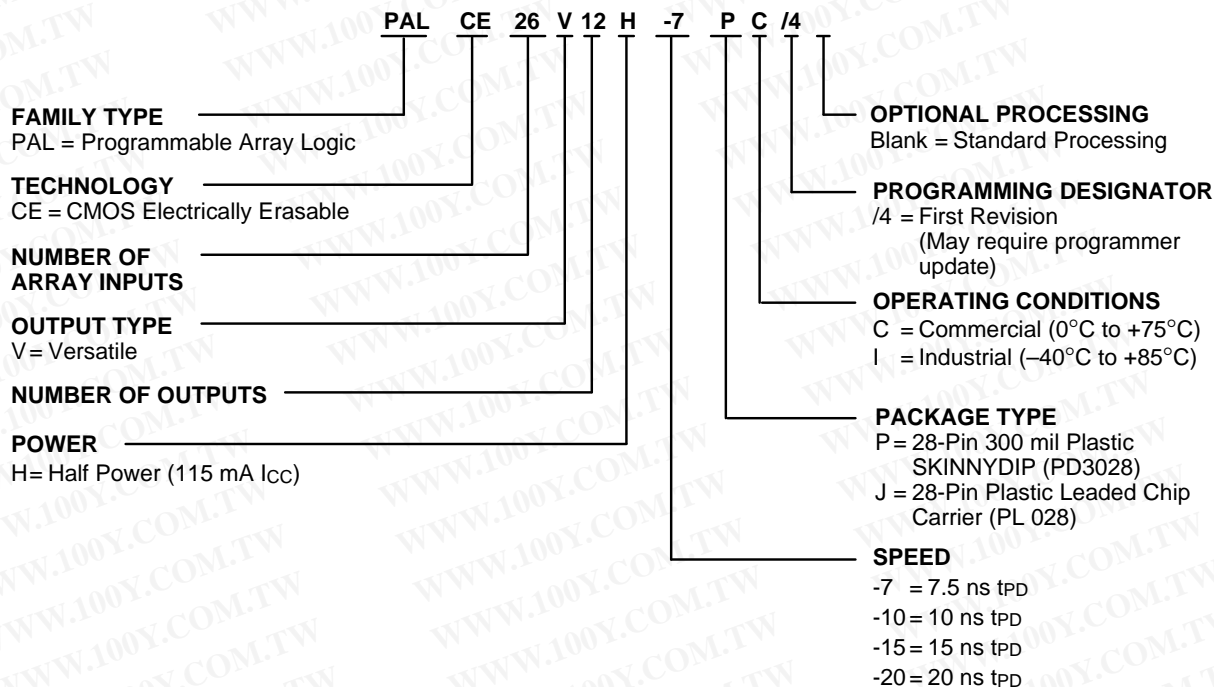 PAL CE 26 V 12 H -7 P C /4
FAMILY TYPE
PAL = Programmable Array Logic
TECHNOLOGY
CE = CMOS Electrically Erasable
NUMBER OF
ARRAY INPUTS
OUTPUT TYPE
V = Versatile
NUMBER OF OUTPUTS
POWER
H = Half Power (115 mA ICC)
OPTIONAL PROCESSING
Blank = Standard Processing
PROGRAMMING DESIGNATOR
/4 = First Revision
(May require programmer
update)
OPERATING CONDITIONS
C = Commercial (0°C to +75°C)
I = Industrial (–40°C to +85°C)
PACKAGE TYPE
P = 28-Pin 300 mil Plastic
SKINNYDIP (PD3028)
J = 28-Pin Plastic Leaded Chip
Carrier (PL 028)
SPEED
-7 = 7.5 ns tPD
-10 = 10 ns tPD
-15 = 15 ns tPD
-20 = 20 ns tPD
WWW.100Y.COM.TW